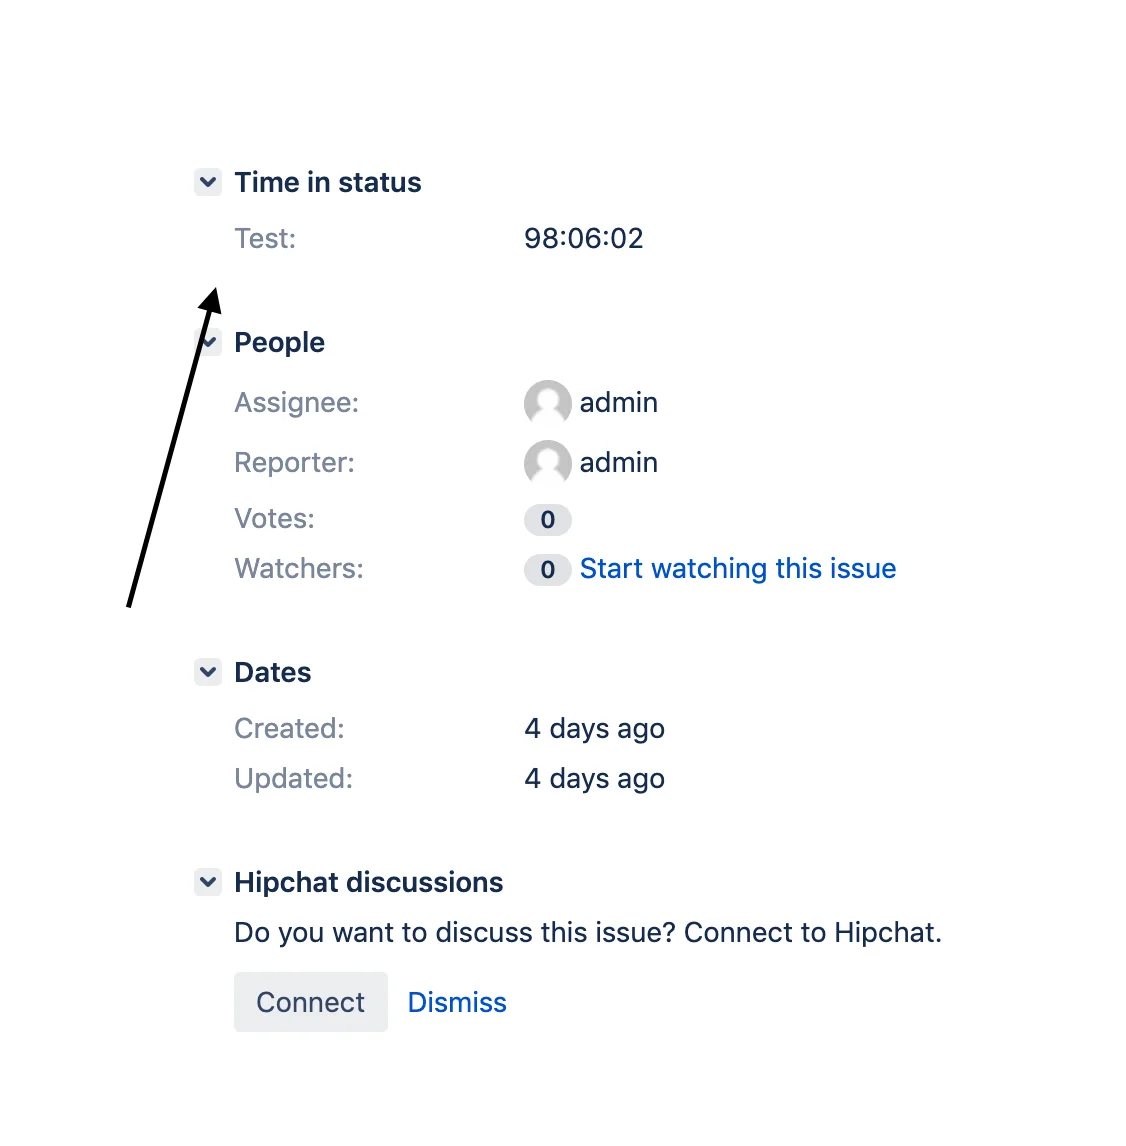 Time in status
Test: 98:06:02
People
Assignee: admin
Reporter: admin
Votes: 0
Watchers: 0 Start watching this issue
Dates
Created: 4 days ago
Updated: 4 days ago
Hipchat discussions
Do you want to discuss this issue? Connect to Hipchat.
Connect Dismiss